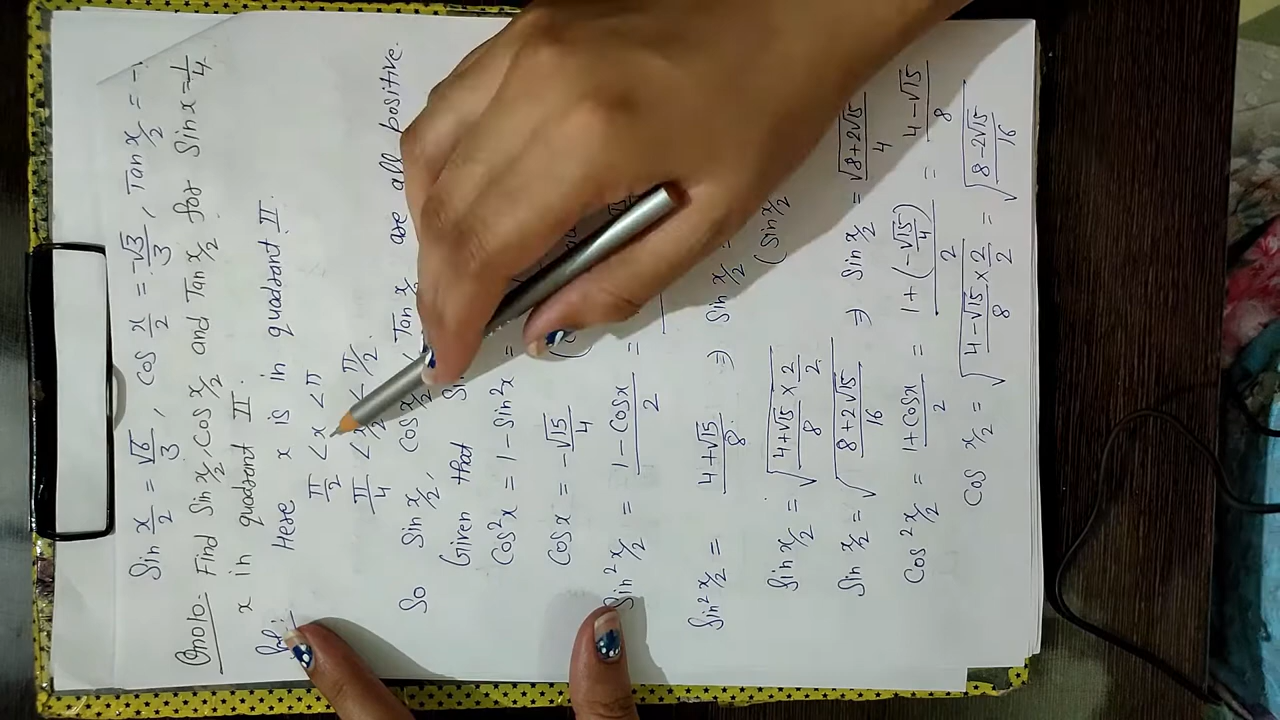 Sin x/2 = √6/3, Cos x/2 = -√3/3, Tan x/2 = -
Qno10:- Find Sin x/2, Cos x/2 and Tan x/2 for Sin x = 1/4.
x in quadrant II.
Sol:- Here x is in quadrant II.
π/2 < x < π
π/4 < x/2 < π/2.
So Sin x/2, Cos x/2, Tan x/2 are all positive.
Given that
Cos²x = 1 - Sin²x =
Cos x = -√15/4
Sin² x/2 = 1 - Cos x / 2 =
Sin² x/2 = 4+√15/8 ⇒ Sin x/2 =
(Sin x/2
Sin x/2 = √(4+√15/8 × 2/2)
Sin x/2 = √(8+2√15/16) ⇒ Sin x/2 = √(8+2√15)/4
Cos² x/2 = 1+Cos x/2 = 1+(-√15/4)/2 = 4-√15/8
Cos x/2 = √(4-√15/8 × 2/2) = √(8-2√15/16)